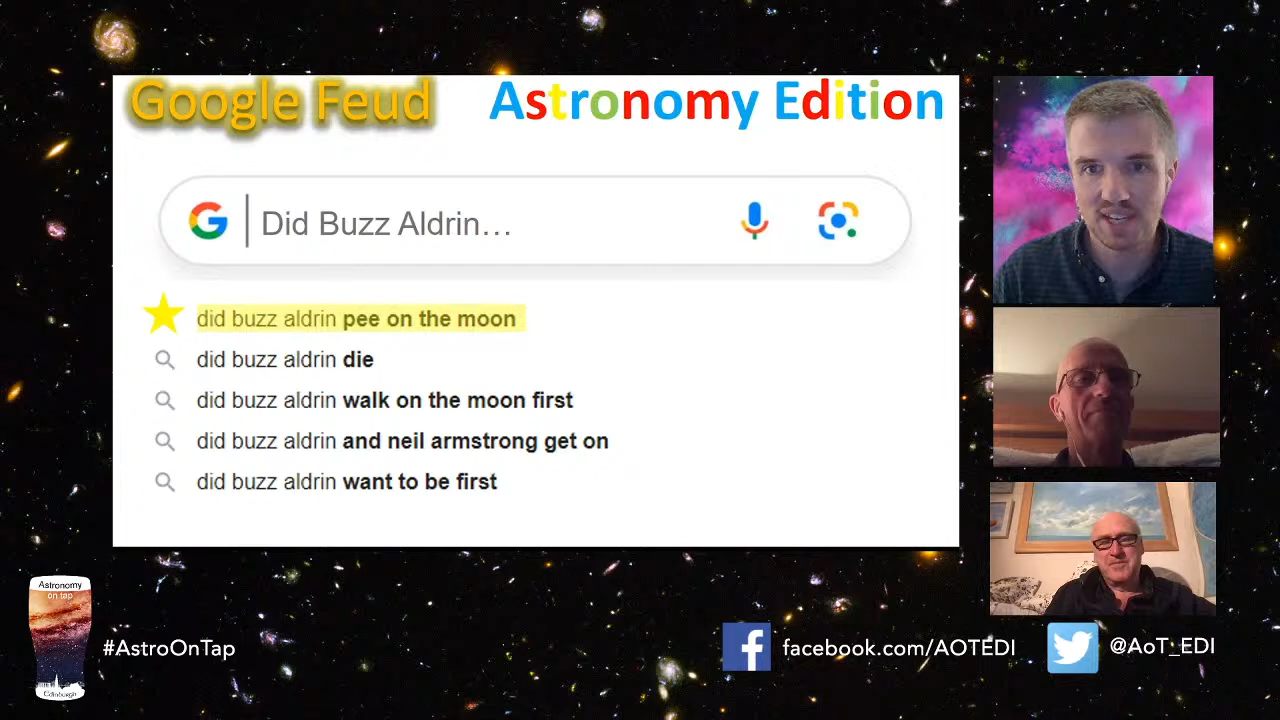 Google Feud Astronomy Edition
G Did Buzz Aldrin...
did buzz aldrin pee on the moon
did buzz aldrin die
did buzz aldrin walk on the moon first
did buzz aldrin and neil armstrong get on
did buzz aldrin want to be first
Astronomy
on tap
Edinburgh
#AstroOnTap
facebook.com/AOTEDI
@AoT_EDI